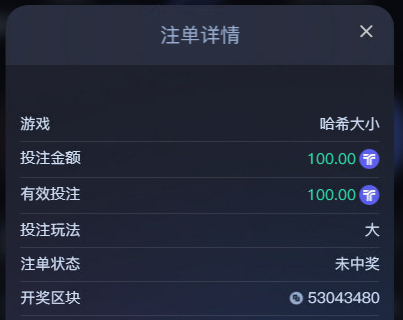 注单详情
游戏 哈希大小
投注金额 100.00
有效投注 100.00
投注玩法 大
注单状态 未中奖
开奖区块 53043480